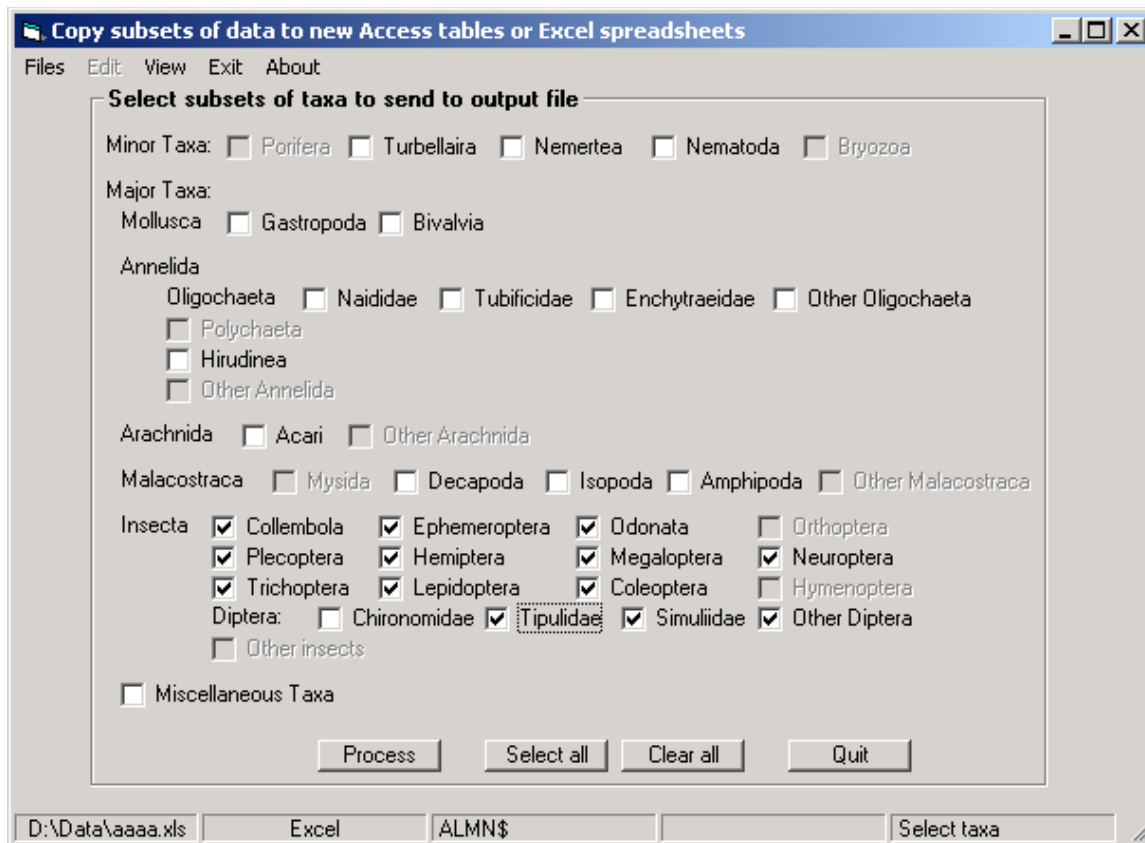 Copy subsets of data to new Access tables or Excel spreadsheets
Files Edit View Exit About
Select subsets of taxa to send to output file
Minor Taxa: Porifera Turbellaira Nemertea Nematoda Bryozoa
Major Taxa:
Mollusca Gastropoda Bivalvia
Annelida
Oligochaeta Naididae Tubificidae Enchytraeidae Other Oligochaeta
Polychaeta
Hirudinea
Other Annelida
Arachnida Acari Other Arachnida
Malacostraca Mysida Decapoda Isopoda Amphipoda Other Malacostraca
Insecta Collembola Ephemeroptera Odonata Orthoptera
Plecoptera Hemiptera Megaloptera Neuroptera
Trichoptera Lepidoptera Coleoptera Hymenoptera
Diptera: Chironomidae Tipulidae Simuliidae Other Diptera
Other insects
Miscellaneous Taxa
Process Select all Clear all Quit
D:\Data\aaaa.xls Excel ALMN$ Select taxa